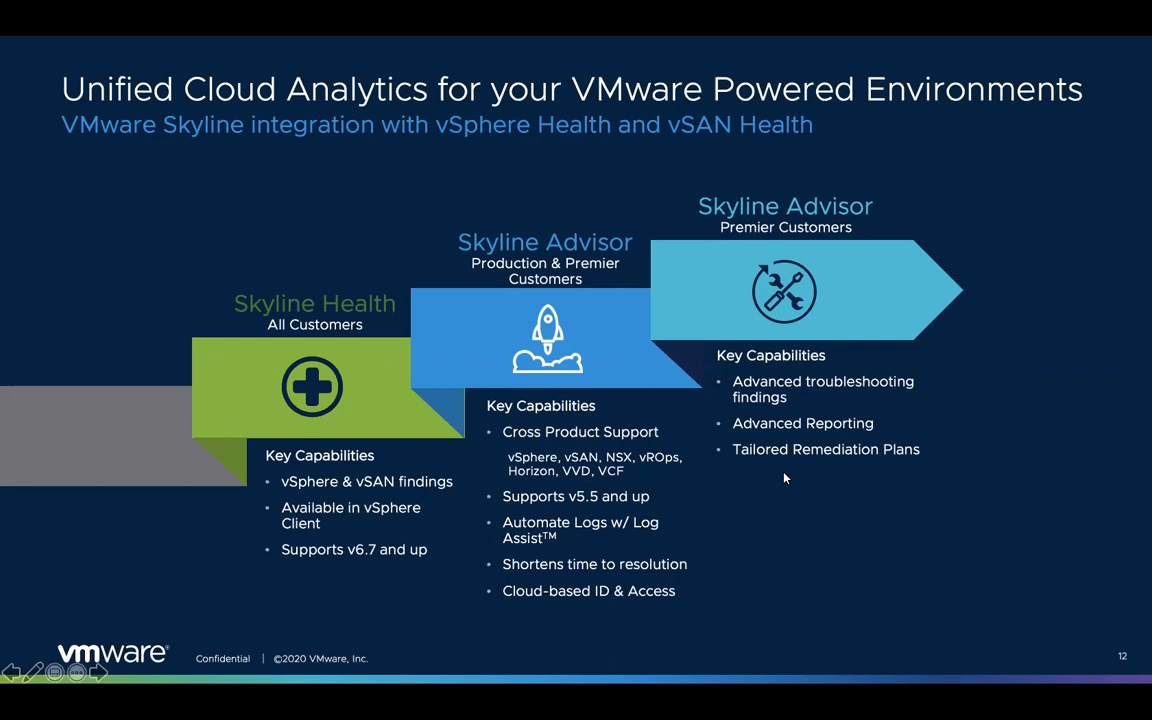 Unified Cloud Analytics for your VMware Powered Environments
VMware Skyline integration with vSphere Health and vSAN Health
Skyline Health
All Customers
Key Capabilities
• vSphere & vSAN findings
• Available in vSphere
Client
• Supports v6.7 and up
Skyline Advisor
Production & Premier
Customers
Key Capabilities
• Cross Product Support
vSphere, vSAN, NSX, vROps,
Horizon, VVD, VCF
• Supports v5.5 and up
• Automate Logs w/ Log
Assist™
• Shortens time to resolution
• Cloud-based ID & Access
Skyline Advisor
Premier Customers
Key Capabilities
• Advanced troubleshooting
findings
• Advanced Reporting
• Tailored Remediation Plans
vmware®
Confidential | ©2020 VMware, Inc.
12